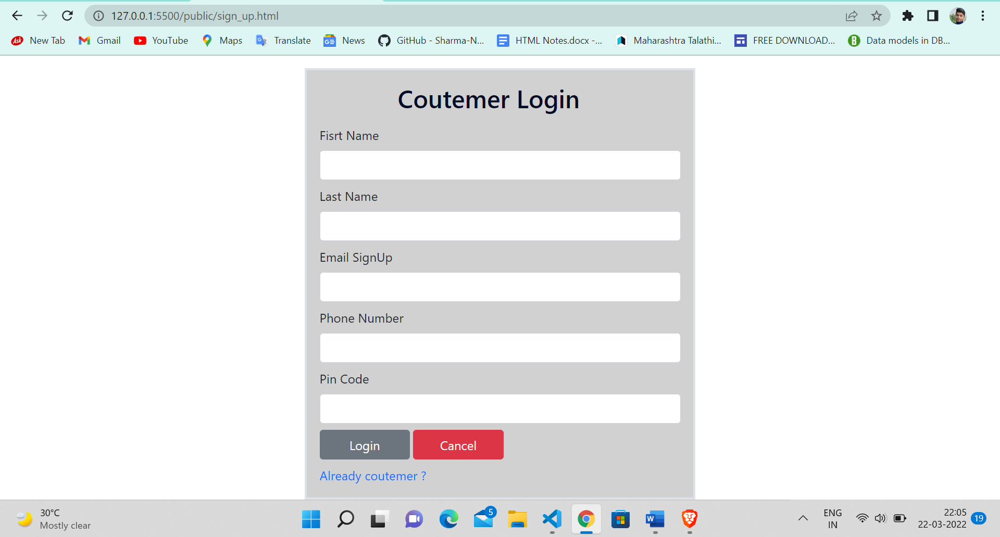 127.0.0.1:5500/public/sign_up.html
Ask New Tab Gmail YouTube Maps Translate GE News GitHub - Sharma-N... HTML Notes.docx -... Maharashtra Talathi... FREE DOWNLOAD... B Data models in DB...
Coutemer Login
Fisrt Name
Last Name
Email SignUp
Phone Number
Pin Code
Login Cancel
Already coutemer ?
30°C
Mostly clear
5
W
ENG
IN
22:05
22-03-2022
19